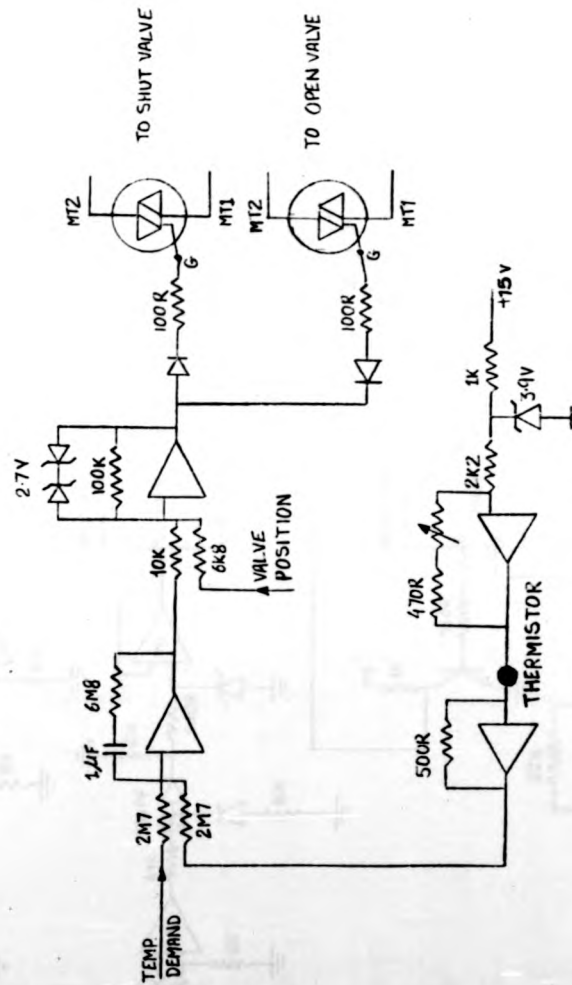 TO SHUT VALVE
TO OPEN VALVE
MT2
MT1
G
MT2
MT1
G
100R
100R
2·7V
100K
10K
6K8
VALVE
POSITION
1µF
6M8
2M7
2M7
TEMP.
DEMAND
500R
THERMISTOR
470R
2K2
1K
+15V
3·9V